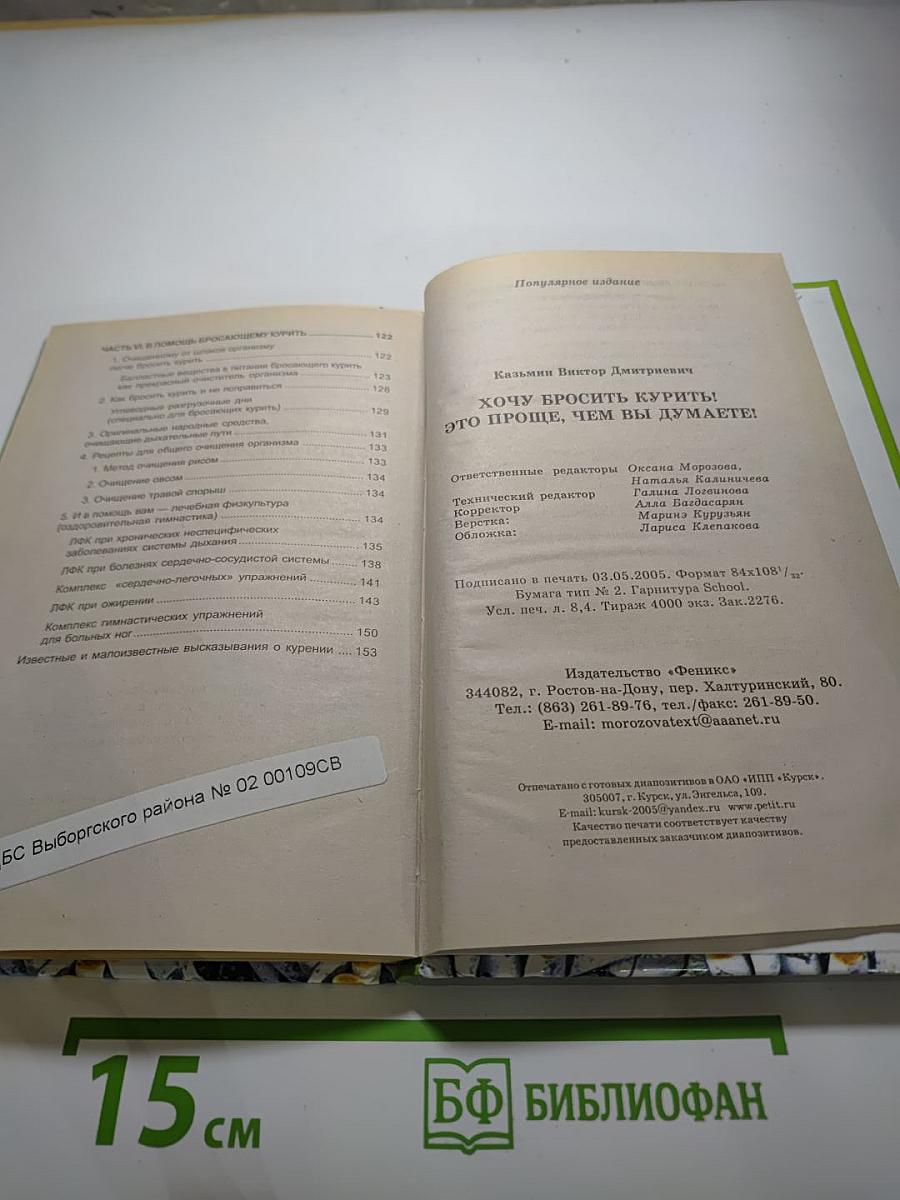 ЧАСТЬ VI. В ПОМОЩЬ БРОСАЮЩЕМУ КУРИТЬ ........ 122
1. Очищенному от шлаков организму
легче бросить курить ........ 122
Балластные вещества в питании бросающего курить
как прекрасный очиститель организма ........ 123
2. Как бросить курить и не поправиться ........ 126
Углеводные разгрузочные дни
(специально для бросающих курить) ........ 129
3. Оригинальные народные средства,
очищающие дыхательные пути ........ 131
4. Рецепты для общего очищения организма ........ 133
1. Метод очищения рисом ........ 133
2. Очищение овсом ........ 134
3. Очищение травой спорыш ........ 134
5. И в помощь вам — лечебная физкультура
(оздоровительная гимнастика) ........ 134
ЛФК при хронических неспецифических
заболеваниях системы дыхания ........ 135
ЛФК при болезнях сердечно-сосудистой системы ........ 138
Комплекс «сердечно-легочных» упражнений ........ 141
ЛФК при ожирении ........ 143
Комплекс гимнастических упражнений
для больных ног ........ 150
Известные и малоизвестные высказывания о курении .... 153
ЦБС Выборгского района № 02 00109СВ
Популярное издание
Казьмин Виктор Дмитриевич
ХОЧУ БРОСИТЬ КУРИТЬ!
ЭТО ПРОЩЕ, ЧЕМ ВЫ ДУМАЕТЕ!
Ответственные редакторы Оксана Морозова,
Наталья Калиничева
Технический редактор Галина Логвинова
Корректор Алла Багдасарян
Верстка: Маринэ Курузьян
Обложка: Лариса Клепакова
Подписано в печать 03.05.2005. Формат 84x108 1/32.
Бумага тип № 2. Гарнитура School.
Усл. печ. л. 8,4. Тираж 4000 экз. Зак.2276.
Издательство «Феникс»
344082, г. Ростов-на-Дону, пер. Халтуринский, 80.
Тел.: (863) 261-89-76, тел./факс: 261-89-50.
E-mail: morozovatext@aaanet.ru
Отпечатано с готовых диапозитивов в ОАО «ИПП «Курск».
305007, г. Курск, ул. Энгельса, 109.
E-mail: kursk-2005@yandex.ru www.petit.ru
Качество печати соответствует качеству
предоставленных заказчиком диапозитивов.
15 см
БФ БИБЛИОФАН